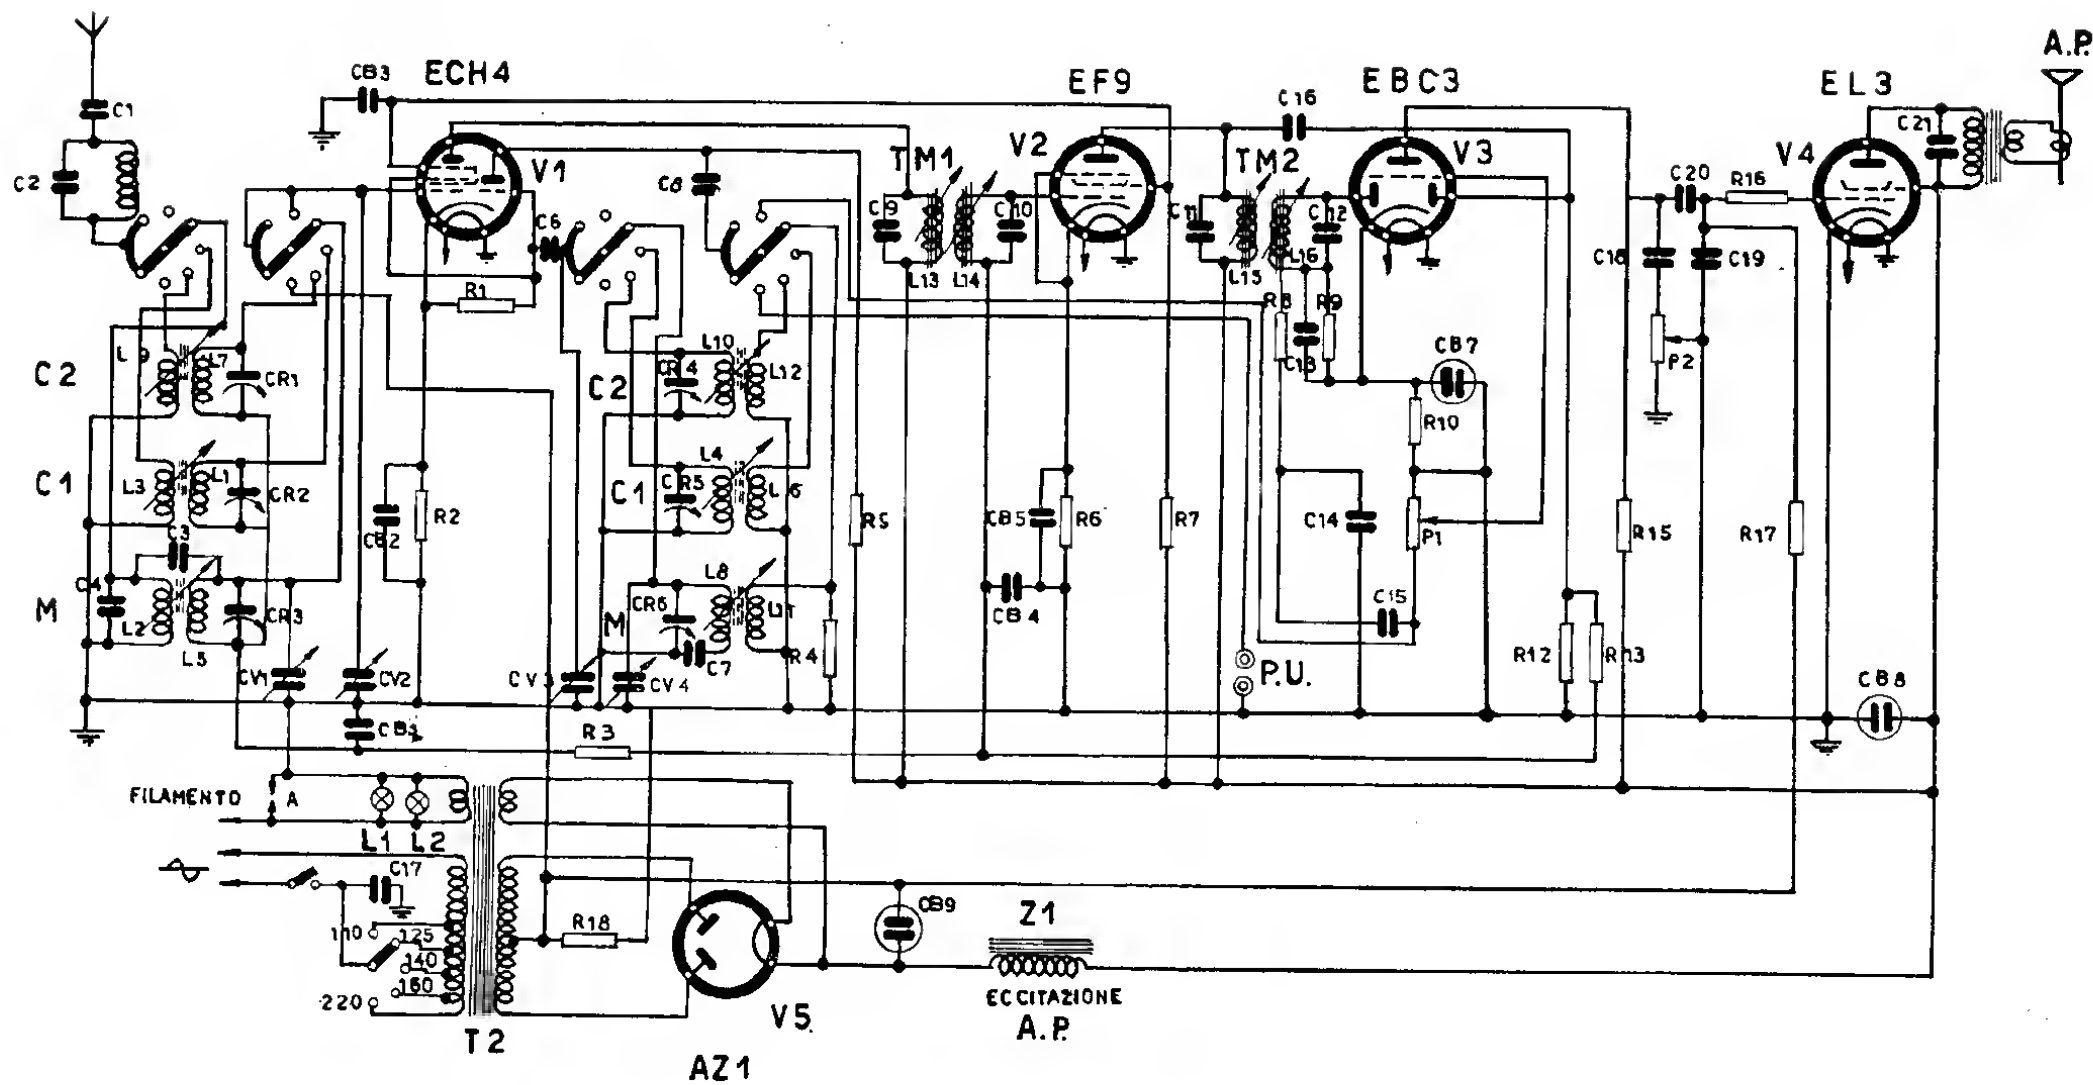 A.P.
CB3
ECH4
EF9
EBC3
EL3
C1
C2
V1
C8
TM1
V2
C16
TM2
V3
V4
C21
C20
R16
C6
C9
C10
C11
C12
C18
C19
R1
L13
L14
L15
L16
R8
R9
C13
CB7
P2
C2
L7
CR1
C2
L10
CR4
L12
R10
C1
L3
L1
CR2
C1
L4
CR5
L6
R2
CB2
R5
CB5
R6
R7
C14
P1
R15
R17
C3
C4
M
L2
CR3
L5
L8
CR6
M
L11
C7
R4
CB4
C15
R12
R13
CV1
CV2
CV3
CV4
P.U.
CB8
CB1
R3
FILAMENTO
A
L1
L2
C17
110
125
140
160
220
R18
CB9
Z1
ECCITAZIONE
A.P.
V5
T2
AZ1